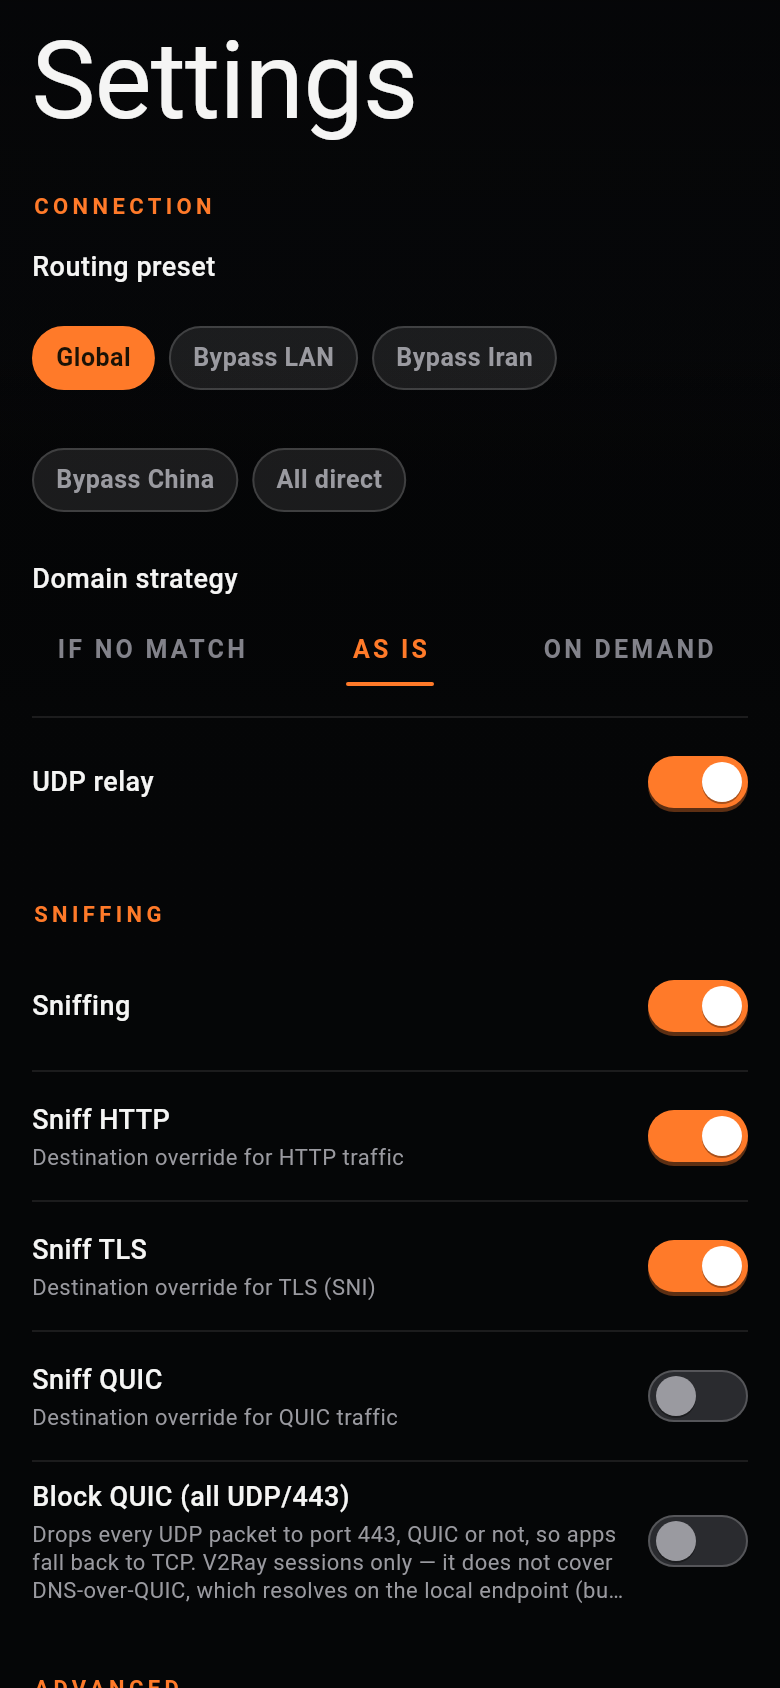 Settings
CONNECTION
Routing preset
Global
Bypass LAN
Bypass Iran
Bypass China
All direct
Domain strategy
IF NO MATCH
AS IS
ON DEMAND
UDP relay
SNIFFING
Sniffing
Sniff HTTP
Destination override for HTTP traffic
Sniff TLS
Destination override for TLS (SNI)
Sniff QUIC
Destination override for QUIC traffic
Block QUIC (all UDP/443)
Drops every UDP packet to port 443, QUIC or not, so apps
fall back to TCP. V2Ray sessions only — it does not cover
DNS-over-QUIC, which resolves on the local endpoint (bu…
ADVANCED